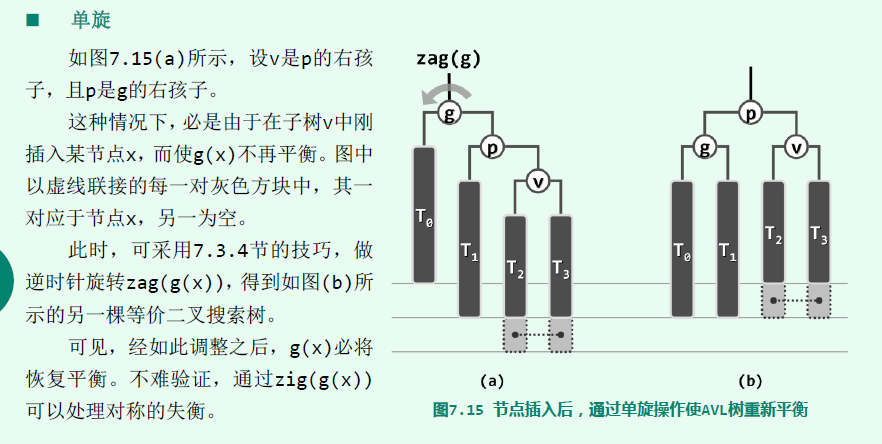 ■ 单旋
如图7.15(a)所示，设v是p的右孩
子，且p是g的右孩子。
这种情况下，必是由于在子树v中刚
插入某节点x，而使g(x)不再平衡。图中
以虚线联接的每一对灰色方块中，其一
对应于节点x，另一为空。
此时，可采用7.3.4节的技巧，做
逆时针旋转zag(g(x))，得到如图(b)所
示的另一棵等价二叉搜索树。
可见，经如此调整之后，g(x)必将
恢复平衡。不难验证，通过zig(g(x))
可以处理对称的失衡。
zag(g)
g
p
v
T0
T1
T2
T3
(a)
p
g
v
T0
T1
T2
T3
(b)
图7.15 节点插入后，通过单旋操作使AVL树重新平衡